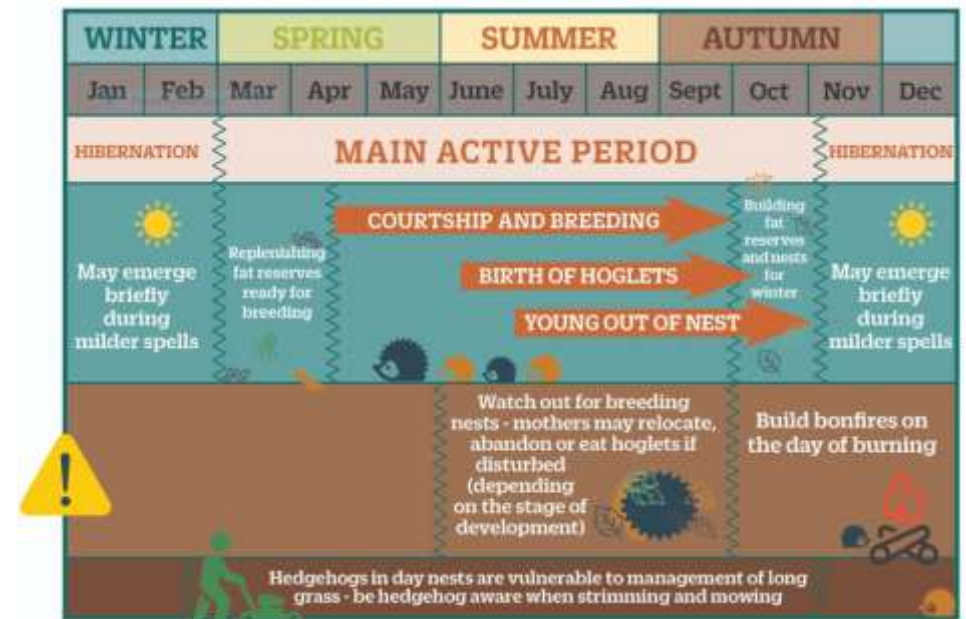 WINTER SPRING SUMMER AUTUMN
Jan Feb Mar Apr May June July Aug Sept Oct Nov Dec
HIBERNATION MAIN ACTIVE PERIOD HIBERNATION
May emerge
briefly
during
milder spells
Replenishing
fat reserves
ready for
breeding
COURTSHIP AND BREEDING
BIRTH OF HOGLETS
YOUNG OUT OF NEST
Building
fat
reserves
and nests
for
winter
May emerge
briefly
during
milder spells
!
Watch out for breeding
nests - mothers may relocate,
abandon or eat hoglets if
disturbed
(depending
on the stage of
development)
Build bonfires on
the day of burning
Hedgehogs in day nests are vulnerable to management of long
grass - be hedgehog aware when strimming and mowing